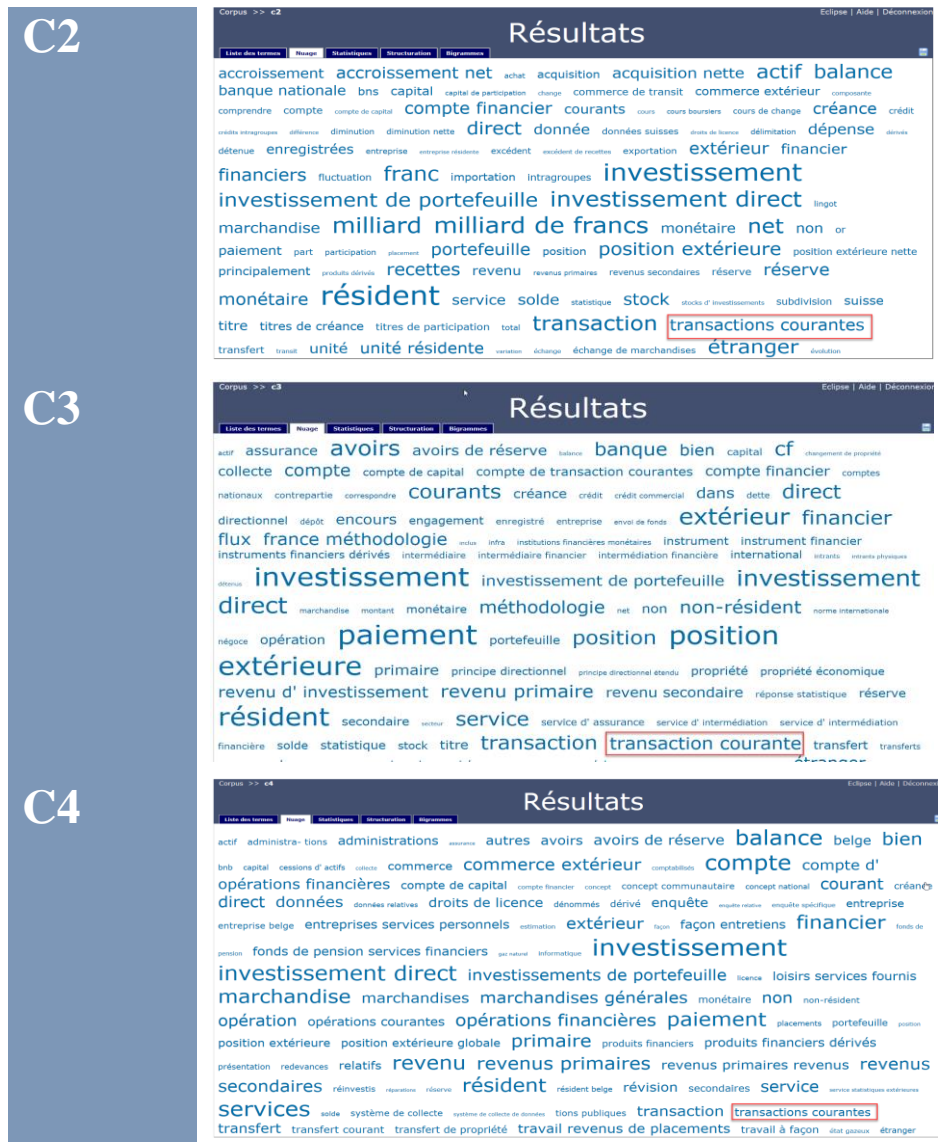 C2
Corpus >> c2 Eclipse | Aide | Déconnexion
Résultats
Liste des termes Nuage Statistiques Structuration Bigrammes
accroissement accroissement net achat acquisition acquisition nette actif balance
banque nationale bns capital capital de participation change commerce de transit commerce extérieur composante
comprendre compte compte de capital compte financier courants cours cours boursiers cours de change créance crédit
crédits intragroupes différence diminution diminution nette direct donnée données suisses droits de licence délimitation dépense dérivés
détenue enregistrées entreprise entreprise résidente excédent excédent de recettes exportation extérieur financier
financiers fluctuation franc importation intragroupes investissement
investissement de portefeuille investissement direct lingot
marchandise milliard milliard de francs monétaire net non or
paiement part participation placement portefeuille position position extérieure position extérieure nette
principalement produits dérivés recettes revenu revenus primaires revenus secondaires réserve réserve
monétaire résident service solde statistique stock stocks d' investissements subdivision suisse
titre titres de créance titres de participation total transaction transactions courantes
transfert transit unité unité résidente variation échange échange de marchandises étranger évolution
C3
Corpus >> c3 Eclipse | Aide | Déconnexion
Résultats
Liste des termes Nuage Statistiques Structuration Bigrammes
actif assurance avoirs avoirs de réserve balance banque bien capital cf changement de propriété
collecte compte compte de capital compte de transaction courantes compte financier comptes
nationaux contrepartie correspondre courants créance crédit crédit commercial dans dette direct
directionnel dépôt encours engagement enregistré entreprise envoi de fonds extérieur financier
flux france méthodologie inclus infra institutions financières monétaires instrument instrument financier
instruments financiers dérivés intermédiaire intermédiaire financier intermédiation financière international intrants intrants physiques
détenus investissement investissement de portefeuille investissement
direct marchandise montant monétaire méthodologie net non non-résident norme internationale
négoce opération paiement portefeuille position position
extérieure primaire principe directionnel principe directionnel étendu propriété propriété économique
revenu d' investissement revenu primaire revenu secondaire réponse statistique réserve
résident secondaire secteur service service d' assurance service d' intermédiation service d' intermédiation
financière solde statistique stock titre transaction transaction courante transfert transferts
C4
Corpus >> c4 Eclipse | Aide | Déconnex
Résultats
Liste des termes Nuage Statistiques Structuration Bigrammes
actif administra- tions administrations assurance autres avoirs avoirs de réserve balance belge bien
bnb capital cessions d' actifs collecte commerce commerce extérieur comptabilisés compte compte d'
opérations financières compte de capital compte financier concept concept communautaire concept national courant créance
direct données données relatives droits de licence dénommés dérivé enquête enquête relative enquête spécifique entreprise
entreprise belge entreprises services personnels estimation extérieur façon façon entretiens financier fonds de
pension fonds de pension services financiers gaz naturel informatique investissement
investissement direct investissements de portefeuille licence loisirs services fournis
marchandise marchandises marchandises générales monétaire non non-résident
opération opérations courantes opérations financières paiement placements portefeuille position
position extérieure position extérieure globale primaire produits financiers produits financiers dérivés
présentation redevances relatifs revenu revenus primaires revenus primaires revenus revenus
secondaires réinvestis réparations réserve résident résident belge révision secondaires service service statistiques extérieures
services solde système de collecte système de collecte de données tions publiques transaction transactions courantes
transfert transfert courant transfert de propriété travail revenus de placements travail à façon état gazeux étranger